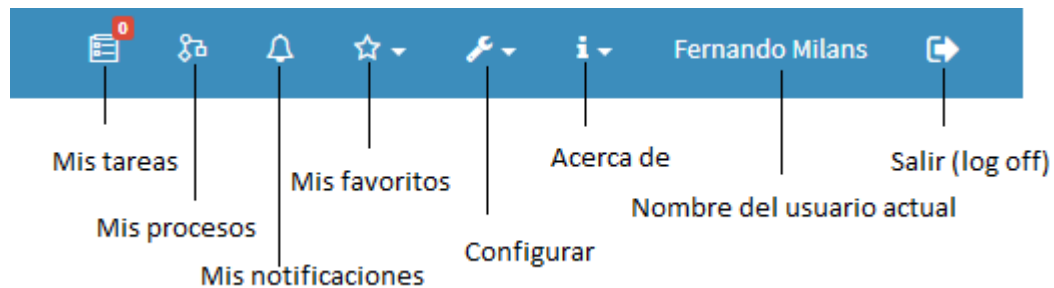 0
Fernando Milans
Mis tareas
Mis favoritos
Acerca de
Salir (log off)
Mis procesos
Nombre del usuario actual
Mis notificaciones
Configurar